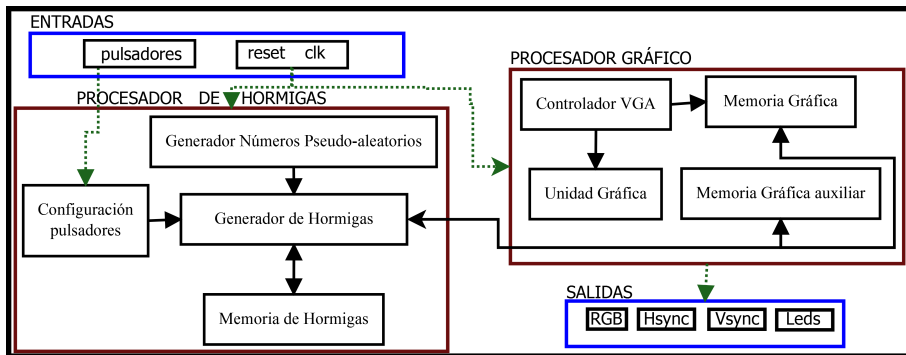 ENTRADAS
pulsadores
reset clk
PROCESADOR DE HORMIGAS
Generador Números Pseudo-aleatorios
Configuración
pulsadores
Generador de Hormigas
Memoria de Hormigas
PROCESADOR GRÁFICO
Controlador VGA
Memoria Gráfica
Unidad Gráfica
Memoria Gráfica auxiliar
SALIDAS
RGB
Hsync
Vsync
Leds